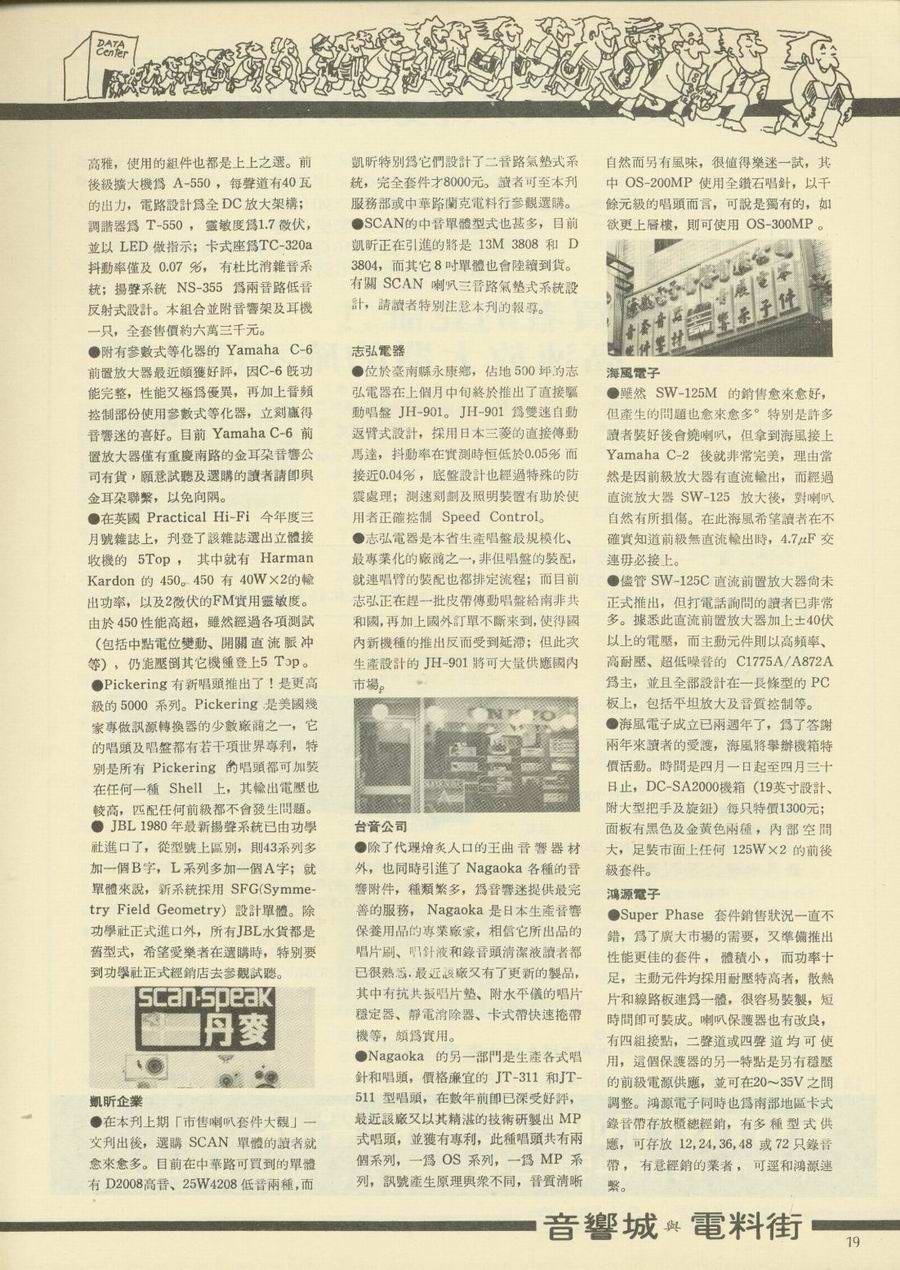 DATA
Center
高雅，使用的組件也都是上上之選。前
後級擴大機爲 A-550，每聲道有40瓦
的出力，電路設計爲全DC放大架構；
調諧器爲 T-550，靈敏度爲1.7微伏，
並以 LED 做指示；卡式座爲TC-320a
抖動率僅及 0.07 %，有杜比消雜音系
統；揚聲系統 NS-355 爲兩音路低音
反射式設計。本組合並附音響架及耳機
一只，全套售價約六萬三千元。
●附有參數式等化器的 Yamaha C-6
前置放大器最近頗獲好評，因C-6 旣功
能完整，性能又極爲優異，再加上音頻
控制部份使用參數式等化器，立刻贏得
音響迷的喜好。目前 Yamaha C-6 前
置放大器僅有重慶南路的金耳朶音響公
司有貨，願意試聽及選購的讀者請卽與
金耳朶聯繫，以免向隅。
●在英國 Practical Hi-Fi 今年度三
月號雜誌上，刋登了該雜誌選出立體接
收機的 5Top，其中就有 Harman
Kardon 的 450。450 有 40W×2的輸
出功率，以及2微伏的FM實用靈敏度。
由於450性能高超，雖然經過各項測試
（包括中點電位變動、開關直流脈冲
等），仍能壓倒其它機種登上5 Top。
●Pickering 有新唱頭推出了！是更高
級的5000 系列。Pickering 是美國幾
家專做訊源轉換器的少數廠商之一，它
的唱頭及唱盤都有若干項世界專利，特
別是所有 Pickering 的唱頭都可加裝
在任何一種 Shell 上，其輸出電壓也
較高，匹配任何前級都不會發生問題。
● JBL 1980 年最新揚聲系統已由功學
社進口了，從型號上區別，則43系列多
加一個B字，L系列多加一個A字；就
單體來說，新系統採用 SFG(Symme-
try Field Geometry) 設計單體。除
功學社正式進口外，所有JBL水貨都是
舊型式，希望愛樂者在選購時，特別要
到功學社正式經銷店去參觀試聽。
scan-speak
丹麥
凱昕企業
●在本刋上期「市售喇叭套件大觀」一
文刋出後，選購 SCAN 單體的讀者就
愈來愈多。目前在中華路可買到的單體
有 D2008高音、25W4208 低音兩種，而
凱昕特別爲它們設計了二音路氣墊式系
統，完全套件才8000元。讀者可至本刋
服務部或中華路蘭克電料行參觀選購。
●SCAN的中音單體型式也甚多，目前
凱昕正在引進的將是 13M 3808 和 D
3804，而其它8吋單體也會陸續到貨。
有關 SCAN 喇叭三音路氣墊式系統設
計，請讀者特別注意本刋的報導。
志弘電器
●位於臺南縣永康鄉，佔地500坪的志
弘電器在上個月中旬終於推出了直接驅
動唱盤 JH-901。JH-901 爲雙速自動
返臂式設計，採用日本三菱的直接傳動
馬達，抖動率在實測時恒低於0.05%而
接近0.04%，底盤設計也經過特殊的防
震處理；測速刻劃及照明裝置有助於使
用者正確控制 Speed Control。
●志弘電器是本省生產唱盤最規模化、
最專業化的廠商之一，非但唱盤的裝配，
就連唱臂的裝配也都排定流程；而目前
志弘正在趕一批皮帶傳動唱盤給南非共
和國，再加上國外訂單不斷來到，使得國
內新機種的推出反而受到延滯；但此次
生產設計的 JH-901 將可大量供應國內
市場。
ONKYO
台音公司
●除了代理燴炙人口的王曲音響器材
外，也同時引進了 Nagaoka 各種的音
響附件，種類繁多，爲音響迷提供最完
善的服務，Nagaoka 是日本生產音響
保養用品的專業廠家，相信它所出品的
唱片刷、唱針液和錄音頭淸潔液讀者都
已很熟悉，最近該廠又有了更新的製品，
其中有抗共振唱片墊、附水平儀的唱片
穩定器、靜電消除器、卡式帶快速捲帶
機等，頗爲實用。
●Nagaoka 的另一部門是生產各式唱
針和唱頭，價格廉宜的 JT-311 和JT-
511 型唱頭，在數年前卽已深受好評，
最近該廠又以其精湛的技術研製出 MP
式唱頭，並獲有專利，此種唱頭共有兩
個系列，一爲 OS 系列，一爲 MP 系
列，訊號產生原理與衆不同，音質淸晰
自然而另有風味，很値得樂迷一試，其
中 OS-200MP 使用全鑽石唱針，以千
餘元級的唱頭而言，可說是獨有的，如
欲更上層樓，則可使用 OS-300MP。
海風電子
●雖然 SW-125M 的銷售愈來愈好，
但產生的問題也愈來愈多。特別是許多
讀者裝好後會燒喇叭，但拿到海風接上
Yamaha C-2 後就非常完美，理由當
然是因前級放大器有直流輸出，而經過
直流放大器 SW-125 放大後，對喇叭
自然有所損傷。在此海風希望讀者在不
確實知道前級無直流輸出時，4.7μF 交
連毋必接上。
●儘管 SW-125C 直流前置放大器尙未
正式推出，但打電話詢問的讀者已非常
多。據悉此直流前置放大器加上±40伏
以上的電壓，而主動元件則以高頻率、
高耐壓、超低噪音的 C1775A/A872A
爲主，並且全部設計在一長條型的 PC
板上，包括平坦放大及音質控制等。
●海風電子成立已兩週年了，爲了答謝
兩年來讀者的愛護，海風將擧辦機箱特
價活動。時間是四月一日起至四月三十
日止，DC-SA2000機箱（19英寸設計、
附大型把手及旋鈕）每只特價1300元；
面板有黑色及金黃色兩種，內部空間
大，足裝市面上任何 125W×2 的前後
級套件。
鴻源電子
●Super Phase 套件銷售狀況一直不
錯，爲了廣大市場的需要，又準備推出
性能更佳的套件，體積小，而功率十
足，主動元件均採用耐壓特高者，散熱
片和線路板連爲一體，很容易裝製，短
時間卽可裝成。喇叭保護器也有改良，
有四組接點，二聲道或四聲道均可使
用，這個保護器的另一特點是另有穩壓
的前級電源供應，並可在20～35V 之間
調整。鴻源電子同時也爲南部地區卡式
錄音帶存放櫃總經銷，有多種型式供
應，可存放 12,24,36,48 或 72 只錄音
帶，有意經銷的業者，可逕和鴻源連
繫。
音響城與電料街
19